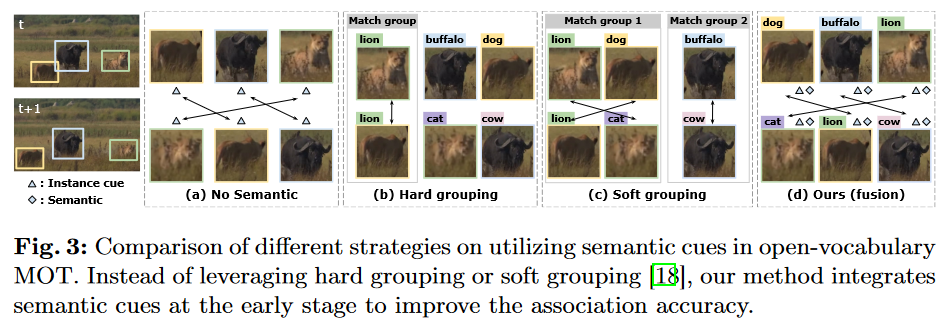 t
t+1
△ : Instance cue
◇ : Semantic
(a) No Semantic
Match group
lion
buffalo
dog
lion
cat
cow
(b) Hard grouping
Match group 1
Match group 2
lion
dog
buffalo
lion
cat
cow
(c) Soft grouping
dog
buffalo
lion
cat
lion
cow
(d) Ours (fusion)
Fig. 3: Comparison of different strategies on utilizing semantic cues in open-vocabulary
MOT. Instead of leveraging hard grouping or soft grouping [18], our method integrates
semantic cues at the early stage to improve the association accuracy.